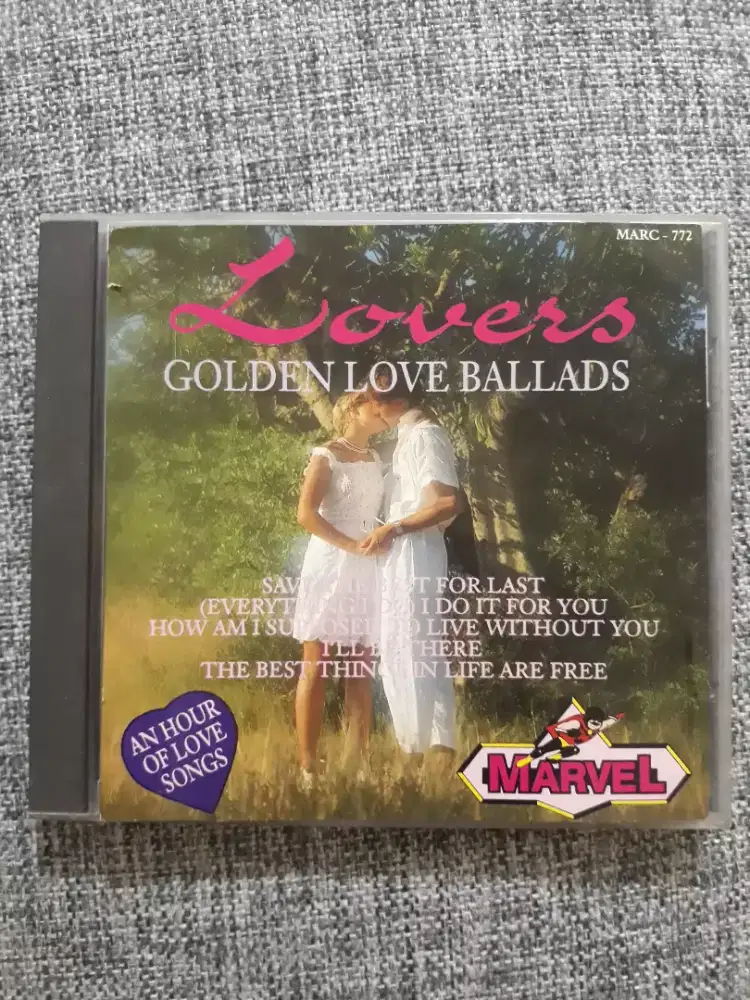 MARC - 772
Lovers
GOLDEN LOVE BALLADS
FOR LAST
I DO IT FOR YOU
HOW AM I LIVE WITHOUT YOU
I'LL THERE
THE BEST IN LIFE ARE FREE
AN HOUR
OF LOVE
SONGS
MARVEL